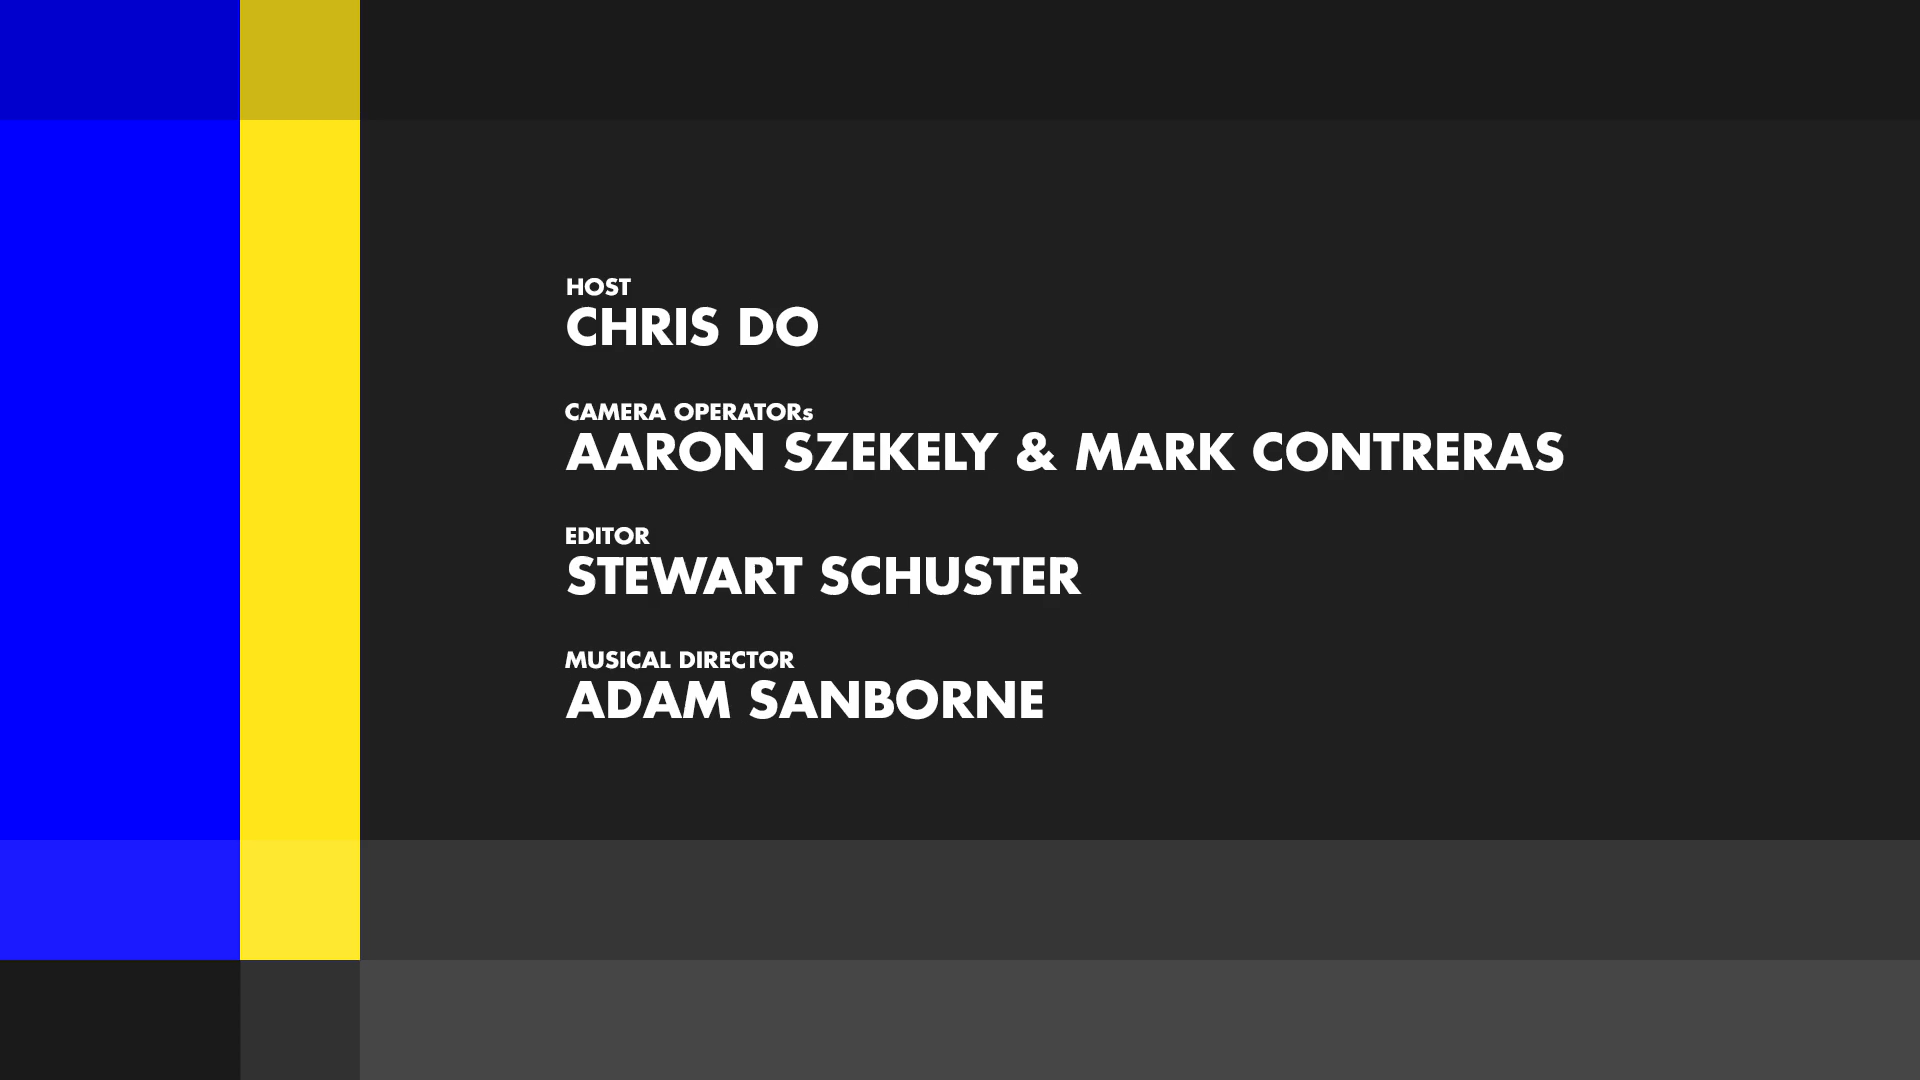 HOST
CHRIS DO
CAMERA OPERATORs
AARON SZEKELY & MARK CONTRERAS
EDITOR
STEWART SCHUSTER
MUSICAL DIRECTOR
ADAM SANBORNE